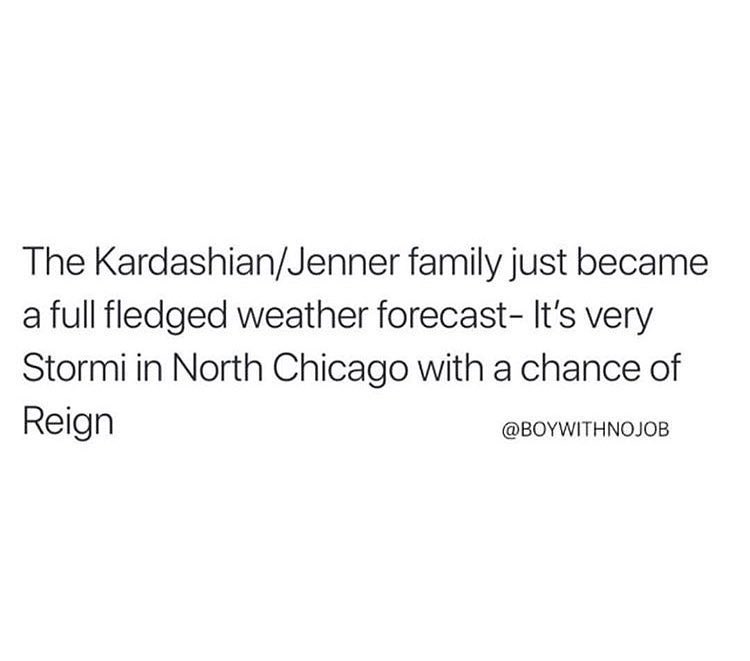 The Kardashian/Jenner family just became
a full fledged weather forecast- It's very
Stormi in North Chicago with a chance of
Reign
@BOYWITHNOJOB